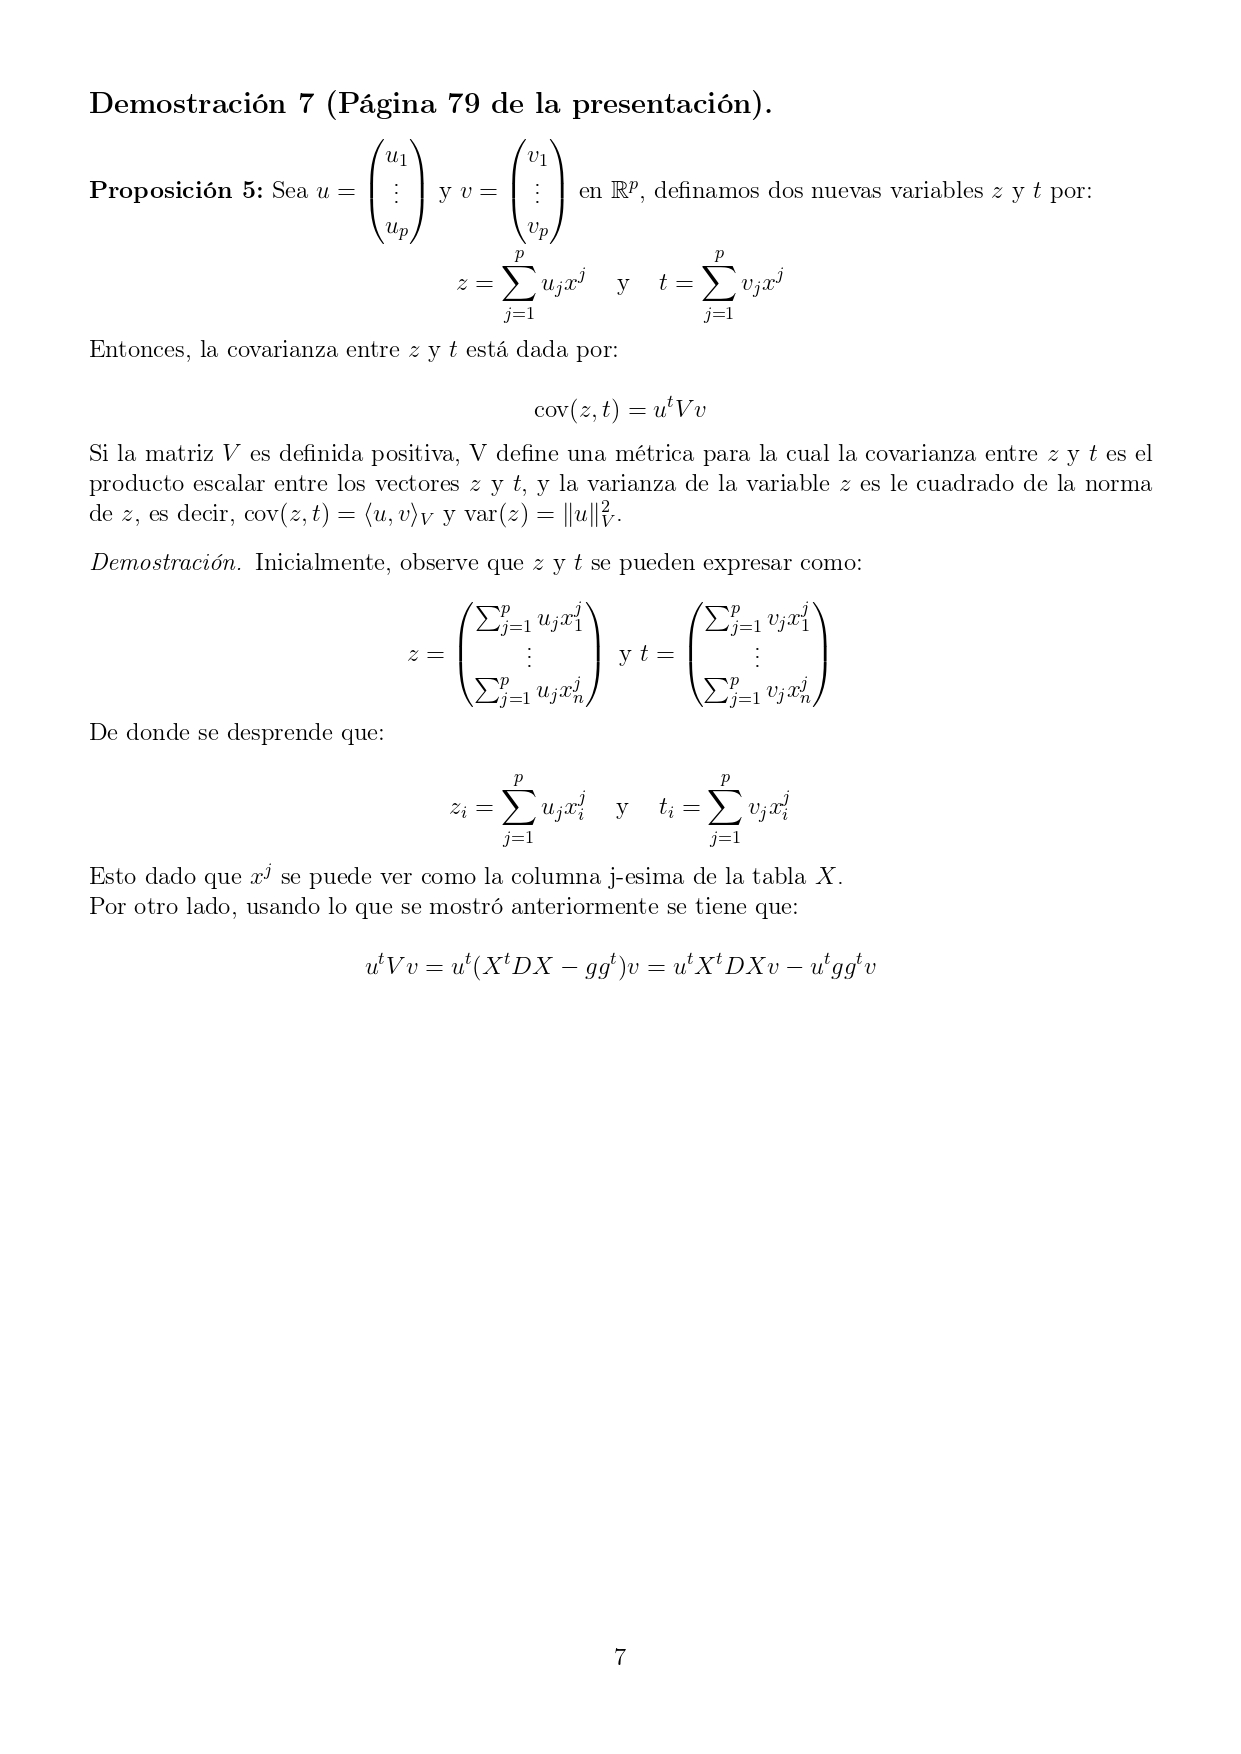 Demostración 7 (Página 79 de la presentación).
Proposición 5: Sea $u = \begin{pmatrix} u_1 \\ \vdots \\ u_p \end{pmatrix}$ y $v = \begin{pmatrix} v_1 \\ \vdots \\ v_p \end{pmatrix}$ en $\mathbb{R}^p$, definamos dos nuevas variables $z$ y $t$ por:
$z = \sum_{j=1}^{p} u_j x^j$ y $t = \sum_{j=1}^{p} v_j x^j$
Entonces, la covarianza entre $z$ y $t$ está dada por:
$\text{cov}(z, t) = u^t V v$
Si la matriz $V$ es definida positiva, V define una métrica para la cual la covarianza entre $z$ y $t$ es el
producto escalar entre los vectores $z$ y $t$, y la varianza de la variable $z$ es le cuadrado de la norma
de $z$, es decir, $\text{cov}(z, t) = \langle u, v \rangle_V$ y $\text{var}(z) = \|u\|_V^2$.
Demostración. Inicialmente, observe que $z$ y $t$ se pueden expresar como:
$z = \begin{pmatrix} \sum_{j=1}^{p} u_j x_1^j \\ \vdots \\ \sum_{j=1}^{p} u_j x_n^j \end{pmatrix}$ y $t = \begin{pmatrix} \sum_{j=1}^{p} v_j x_1^j \\ \vdots \\ \sum_{j=1}^{p} v_j x_n^j \end{pmatrix}$
De donde se desprende que:
$z_i = \sum_{j=1}^{p} u_j x_i^j$ y $t_i = \sum_{j=1}^{p} v_j x_i^j$
Esto dado que $x^j$ se puede ver como la columna j-esima de la tabla $X$.
Por otro lado, usando lo que se mostró anteriormente se tiene que:
$u^t V v = u^t (X^t D X - g g^t) v = u^t X^t D X v - u^t g g^t v$
7